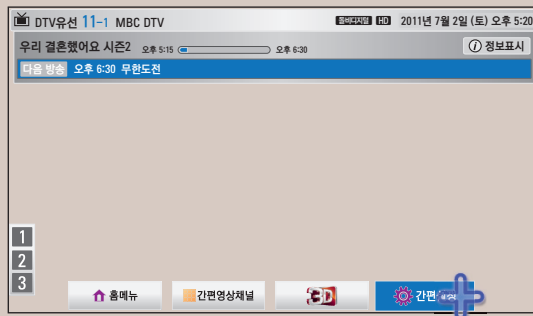 DTV유선 11-1 MBC DTV 돌비디지털 HD 2011년 7월 2일 (토) 오후 5:20
우리 결혼했어요 시즌2 오후 5:15 오후 6:30 i 정보표시
다음 방송 오후 6:30 무한도전
1
2
3
홈메뉴 간편영상채널 3D 간편